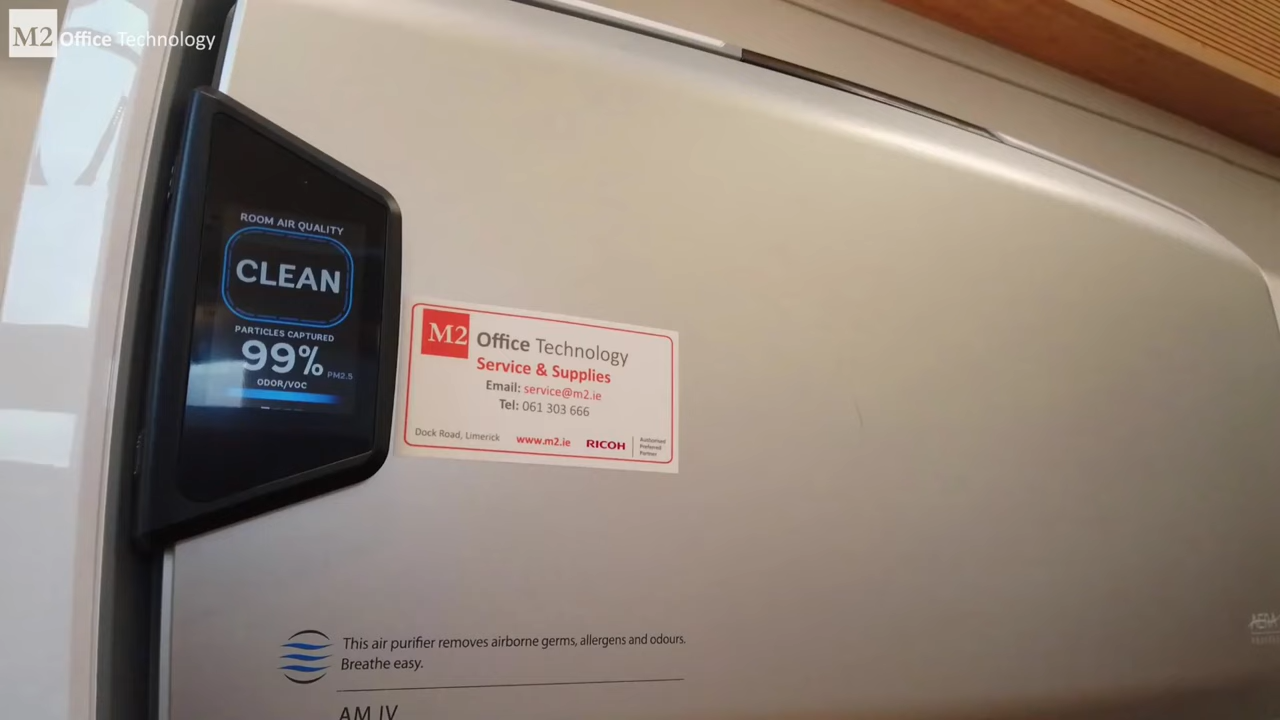 M2 Office Technology
ROOM AIR QUALITY
CLEAN
PARTICLES CAPTURED
99% PM2.5
ODOR/VOC
M2 Office Technology
Service & Supplies
Email: service@m2.ie
Tel: 061 303 666
Dock Road, Limerick www.m2.ie RICOH Authorised
Preferred
Partner
This air purifier removes airborne germs, allergens and odours.
Breathe easy.
AM IV